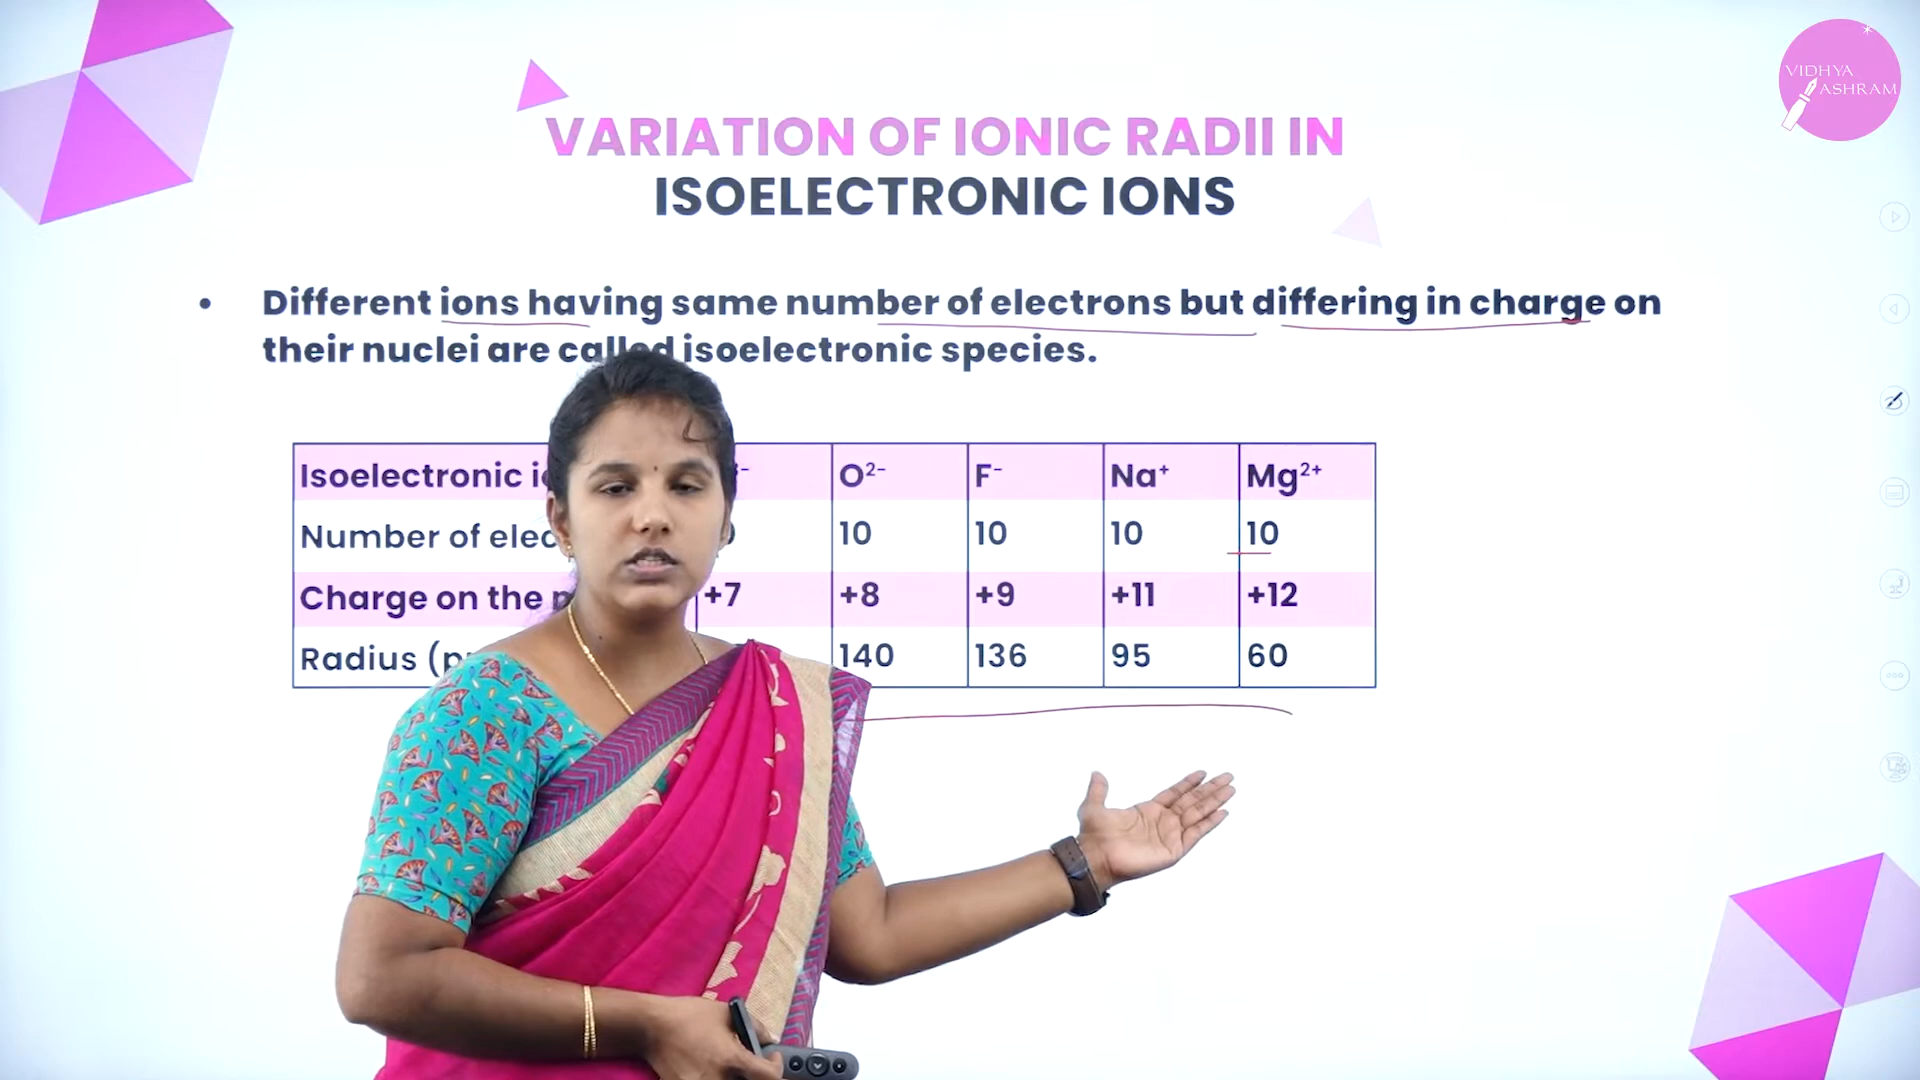 VIDHYA
ASHRAM
VARIATION OF IONIC RADII IN
ISOELECTRONIC IONS
• Different ions having same number of electrons but differing in charge on
their nuclei are called isoelectronic species.
Isoelectronic O²⁻ F⁻ Na⁺ Mg²⁺
Number of 10 10 10 10
Charge on the +7 +8 +9 +11 +12
Radius 140 136 95 60